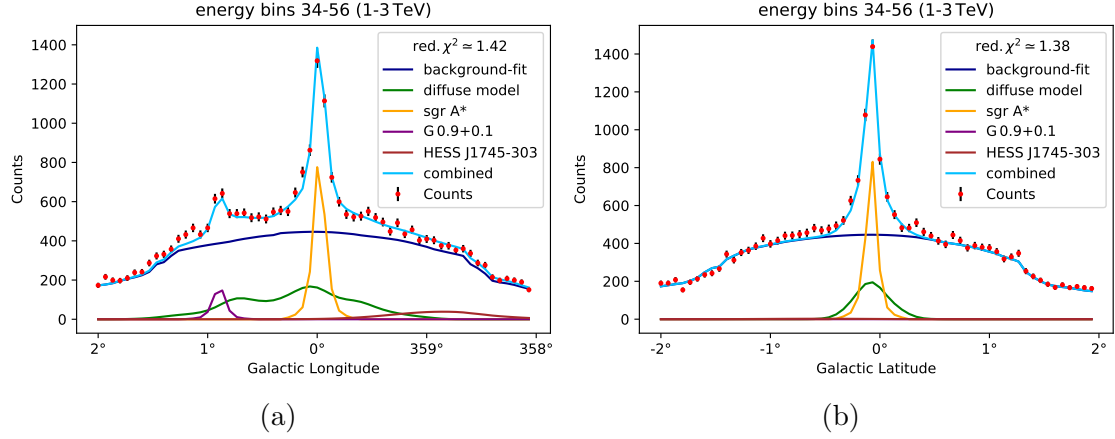 energy bins 34-56 (1-3 TeV)
1400
1200
1000
800
600
400
200
0
Counts
red. χ² ≃ 1.42
background-fit
diffuse model
sgr A*
G 0.9+0.1
HESS J1745-303
combined
Counts
2° 1° 0° 359° 358°
Galactic Longitude
(a)
energy bins 34-56 (1-3 TeV)
1400
1200
1000
800
600
400
200
0
Counts
red. χ² ≃ 1.38
background-fit
diffuse model
sgr A*
G 0.9+0.1
HESS J1745-303
combined
Counts
-2° -1° 0° 1° 2°
Galactic Latitude
(b)